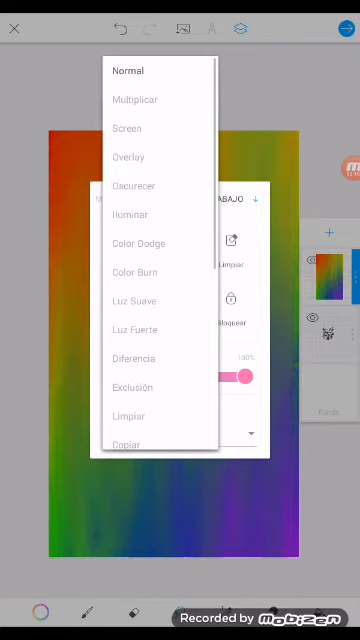 Normal
Multiplicar
Screen
Overlay
Dscurecer
ABAJO
Iluminar
Color Dodge
Limpiar
Color Burn
Luz Suave
Luz Fuerte
Bloquear
Diferencia
100%
Exclusión
Limpiar
Fondo
Copiar
Recorded by mobizen